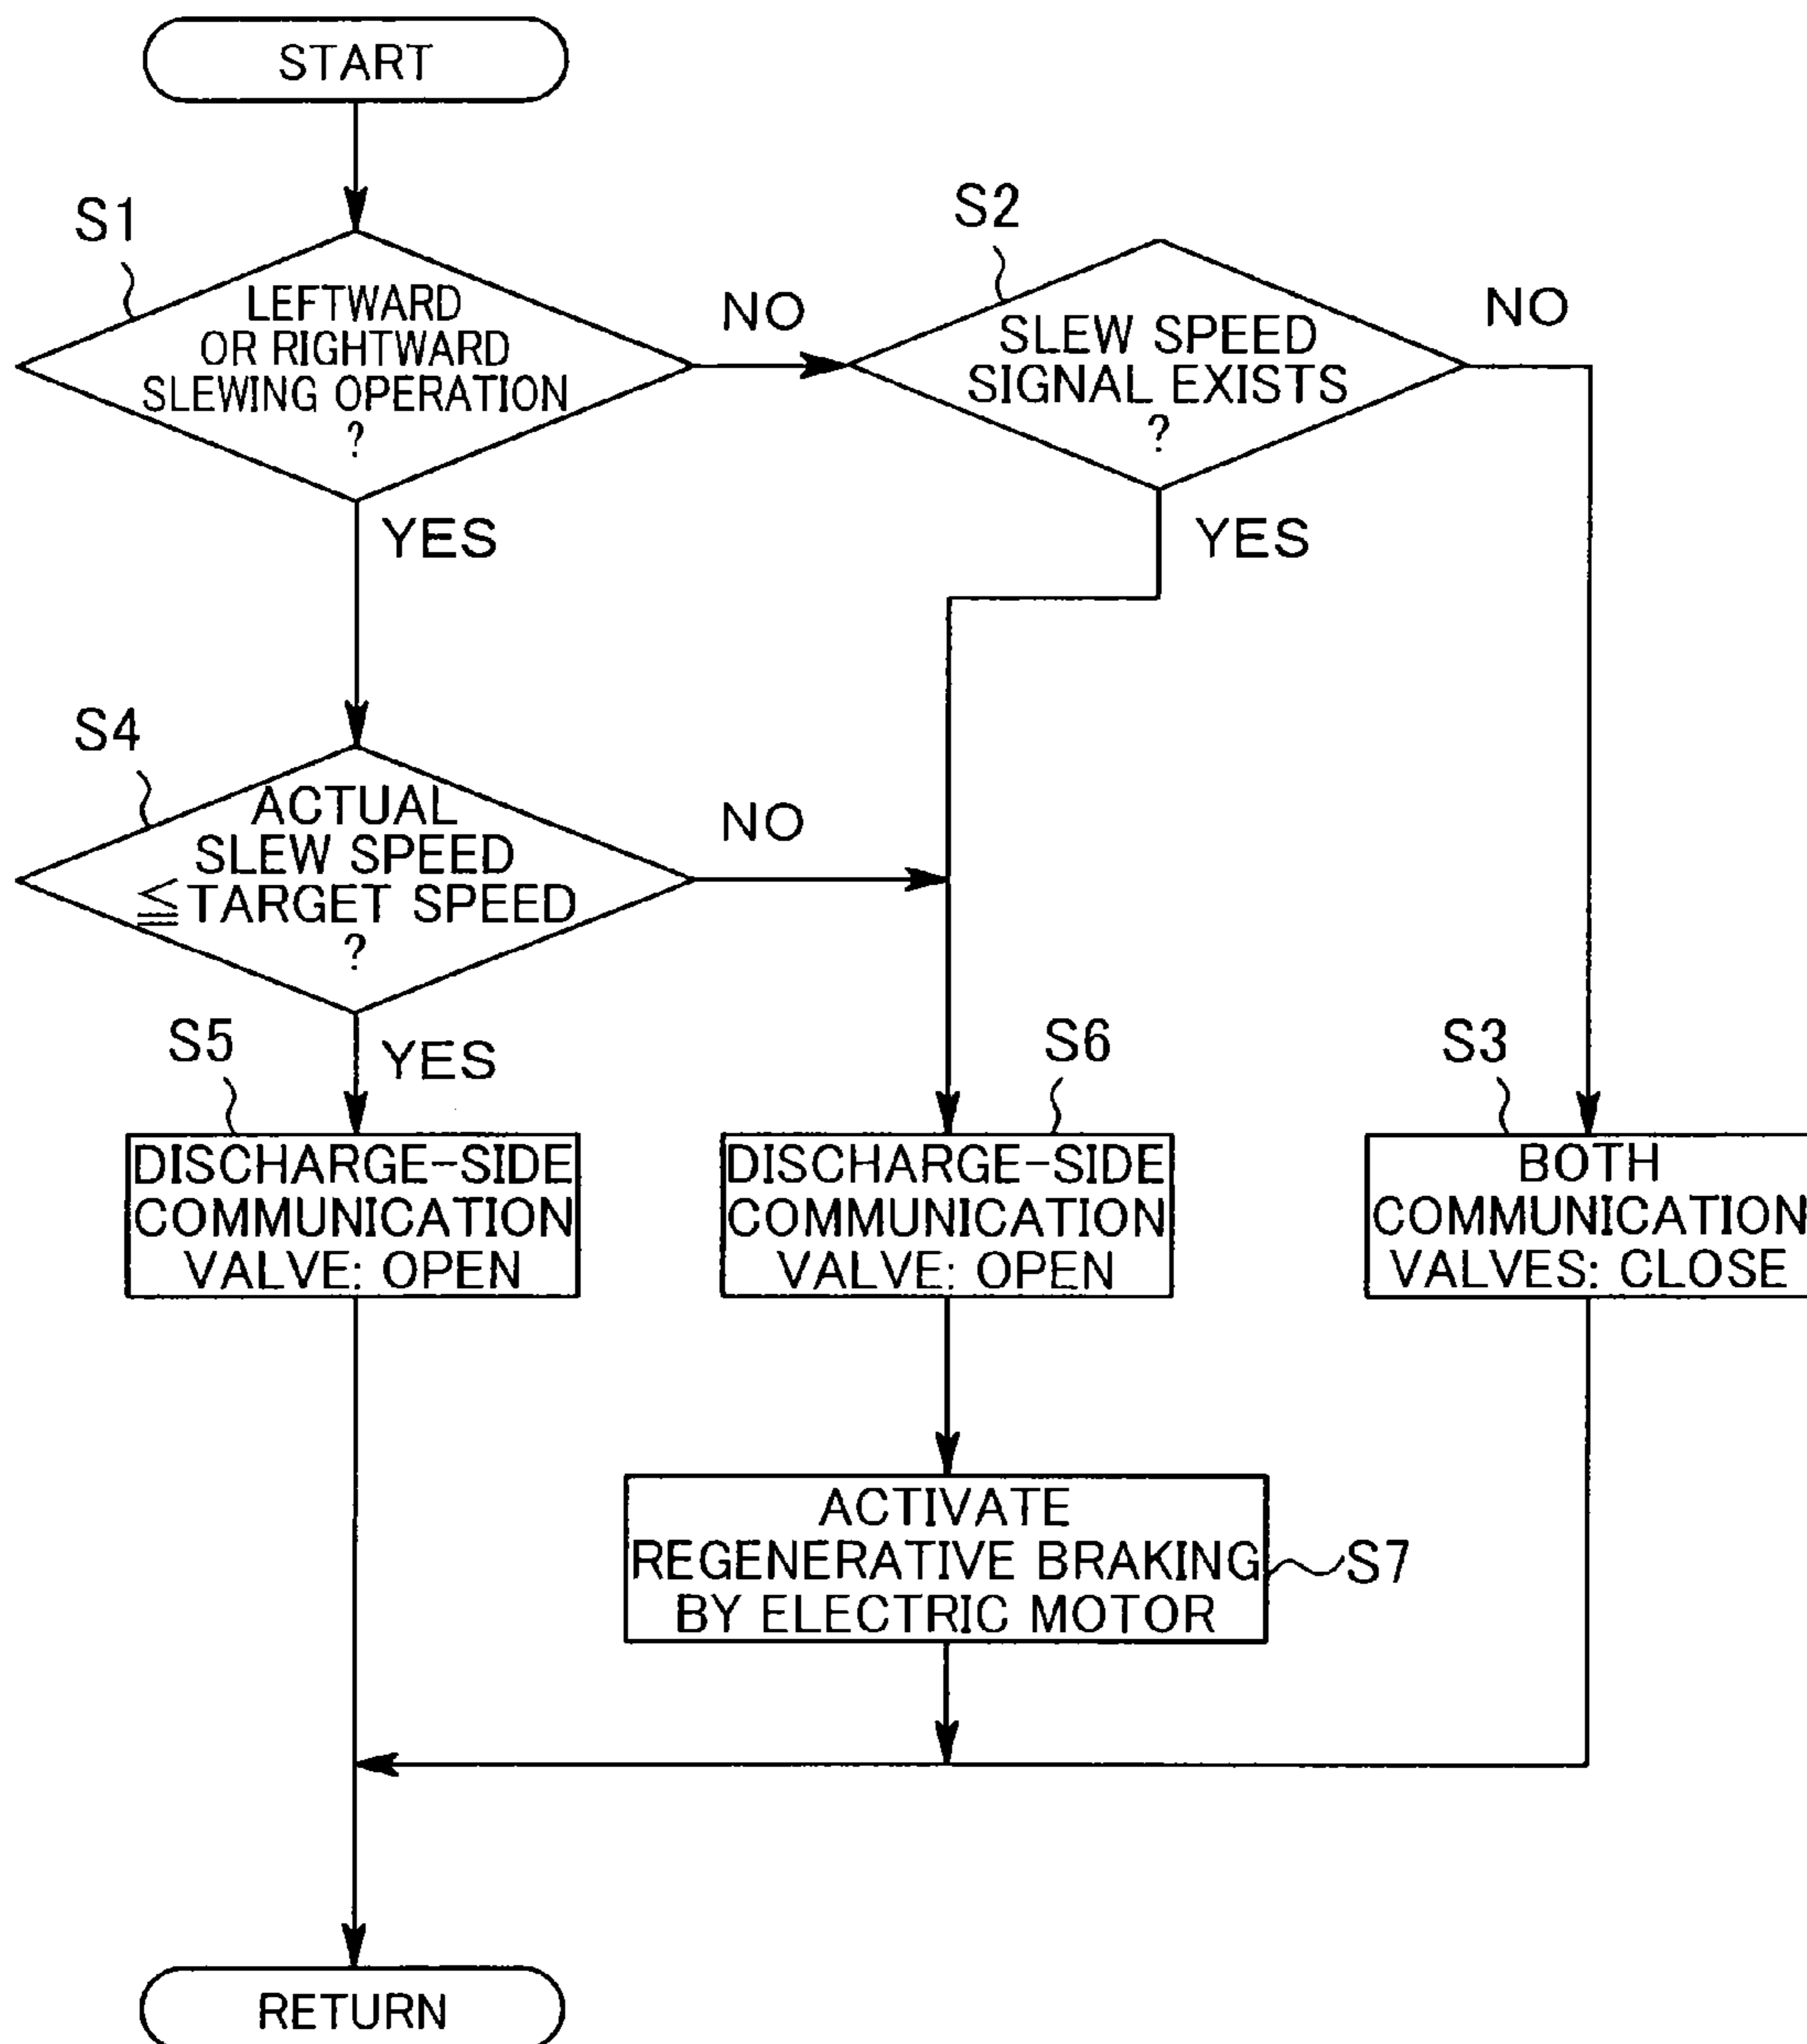 START
S1
LEFTWARD
OR RIGHTWARD
SLEWING OPERATION
?
NO
YES
S2
SLEW SPEED
SIGNAL EXISTS
?
NO
YES
S4
ACTUAL
SLEW SPEED
≦TARGET SPEED
?
NO
YES
S5
DISCHARGE-SIDE
COMMUNICATION
VALVE: OPEN
S6
DISCHARGE-SIDE
COMMUNICATION
VALVE: OPEN
S3
BOTH
COMMUNICATION
VALVES: CLOSE
ACTIVATE
REGENERATIVE BRAKING
BY ELECTRIC MOTOR
S7
RETURN